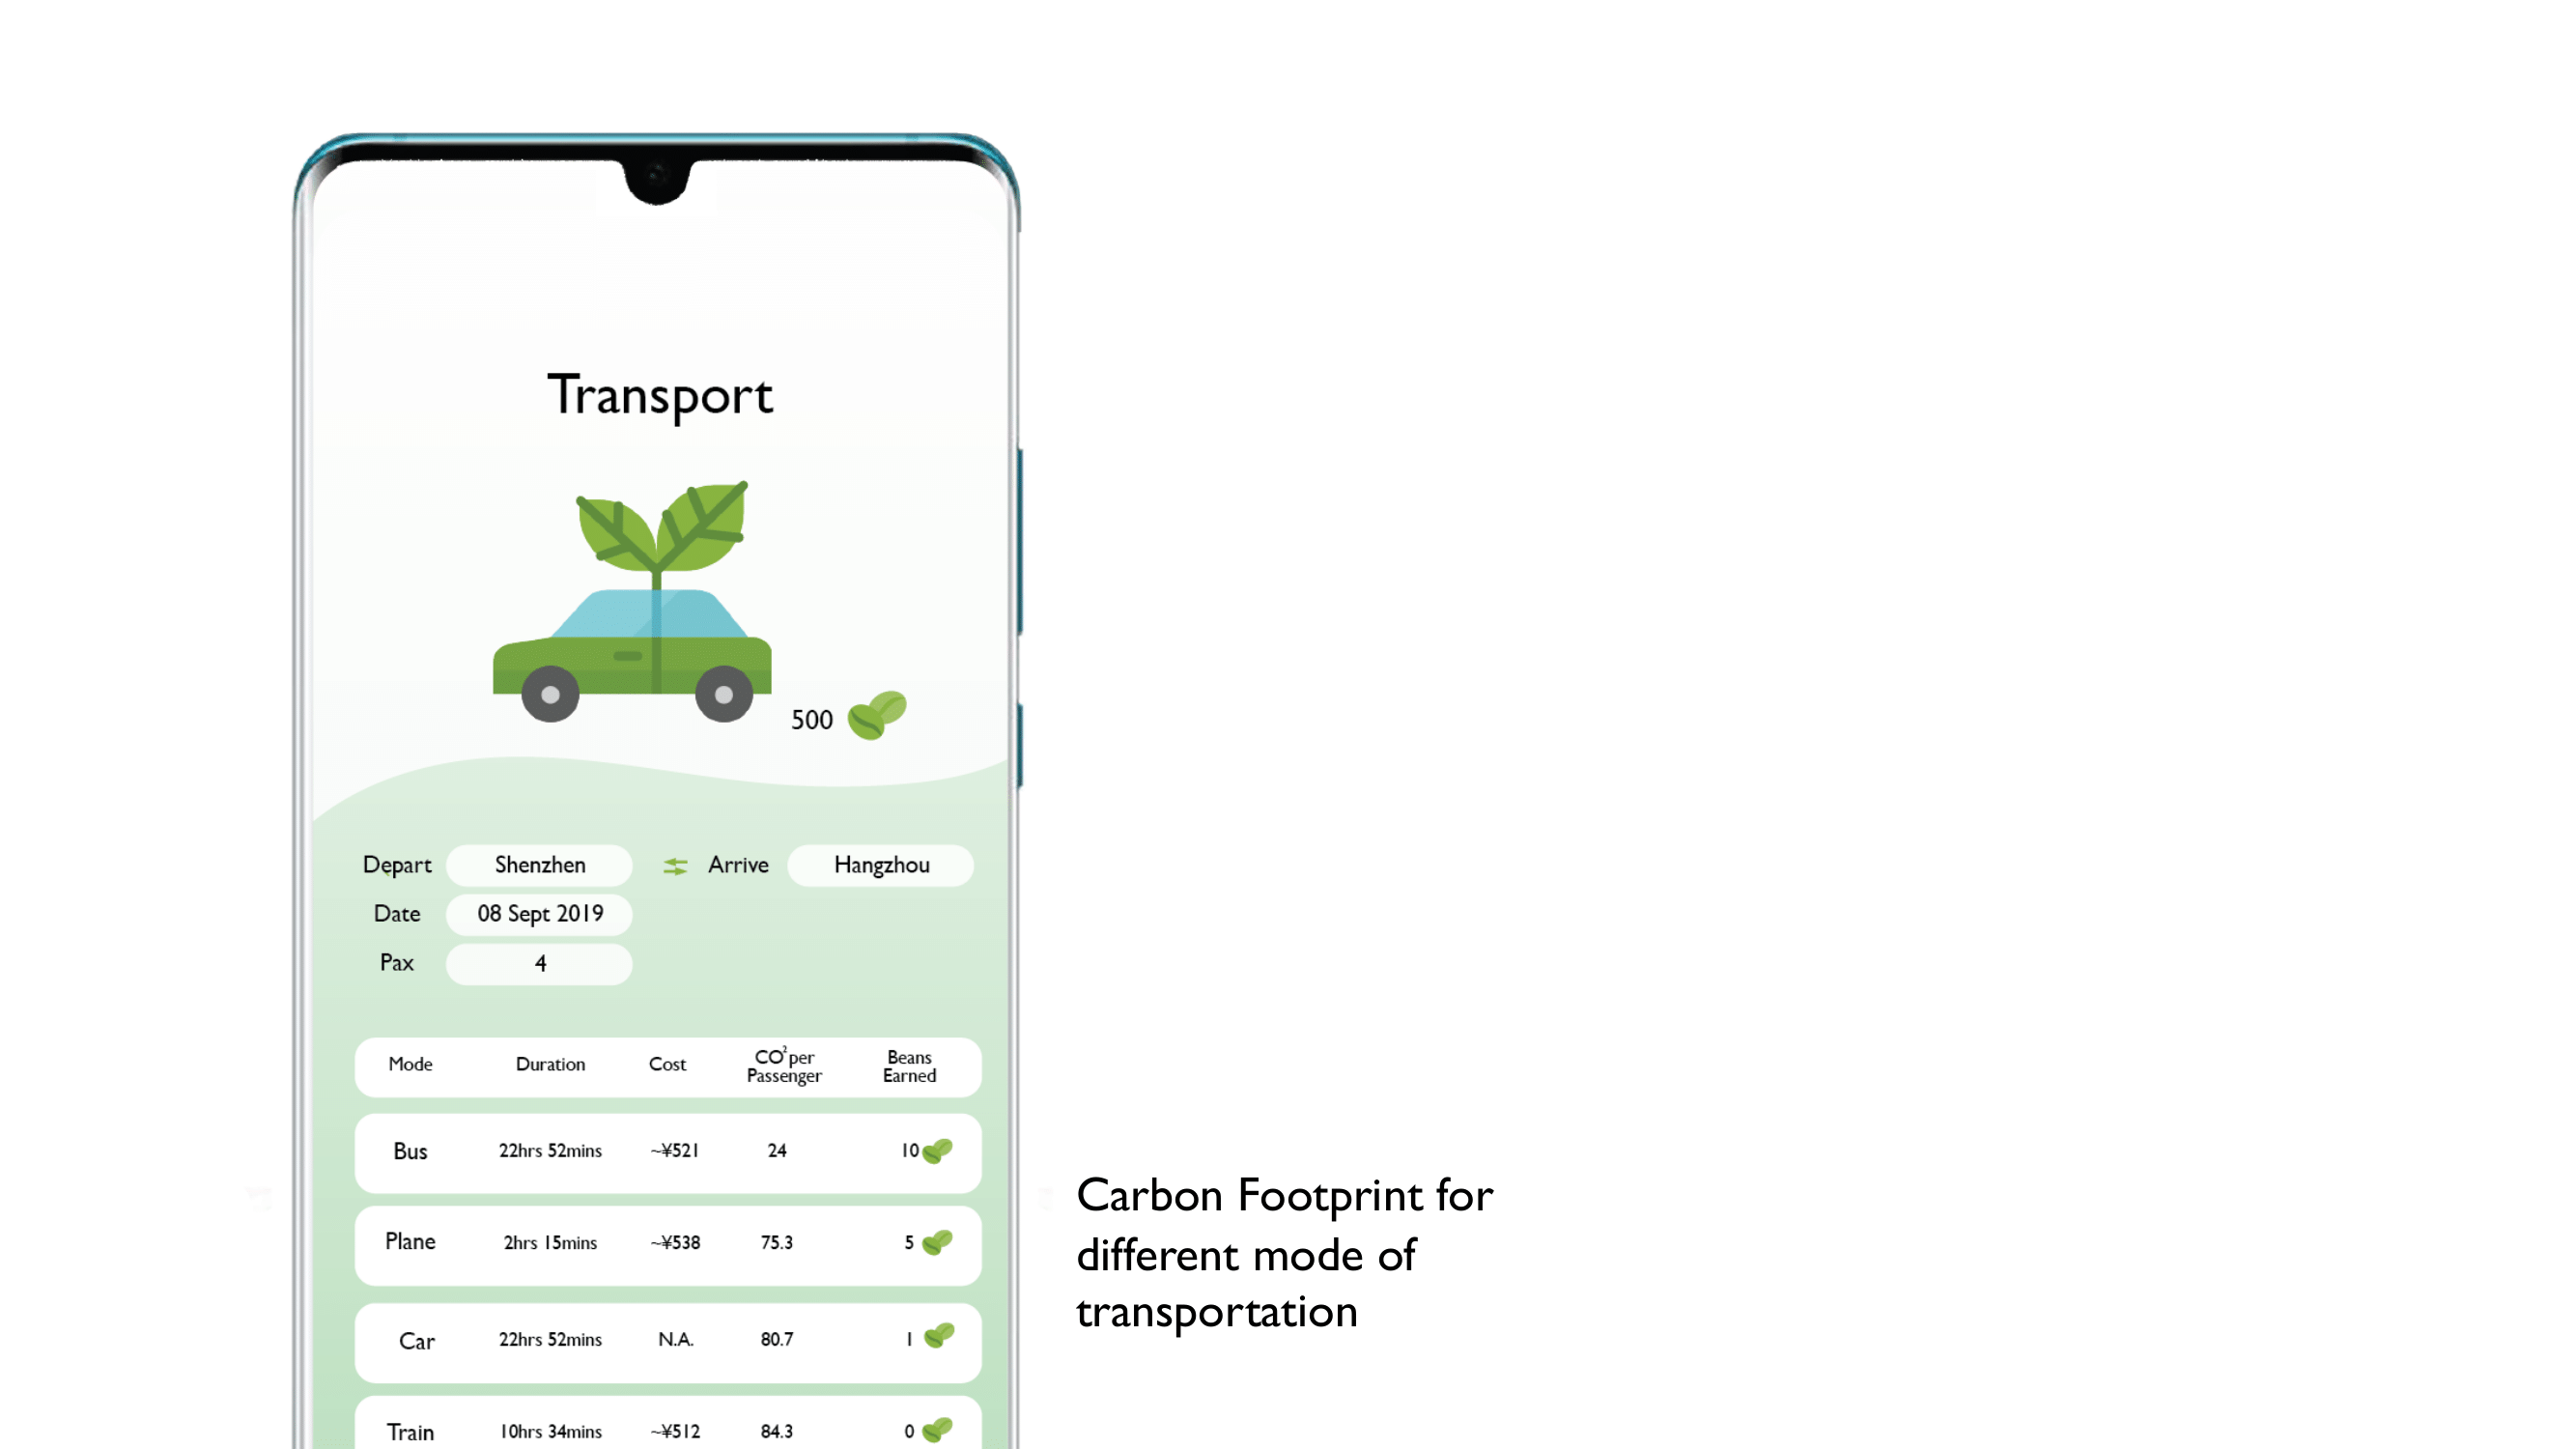 Transport
500
Depart Shenzhen Arrive Hangzhou
Date 08 Sept 2019
Pax 4
Mode Duration Cost CO² per Passenger Beans Earned
Bus 22hrs 52mins ~¥521 24 10
Plane 2hrs 15mins ~¥538 75.3 5
Car 22hrs 52mins N.A. 80.7 1
Train 10hrs 34mins ~¥512 84.3 0
Carbon Footprint for
different mode of
transportation